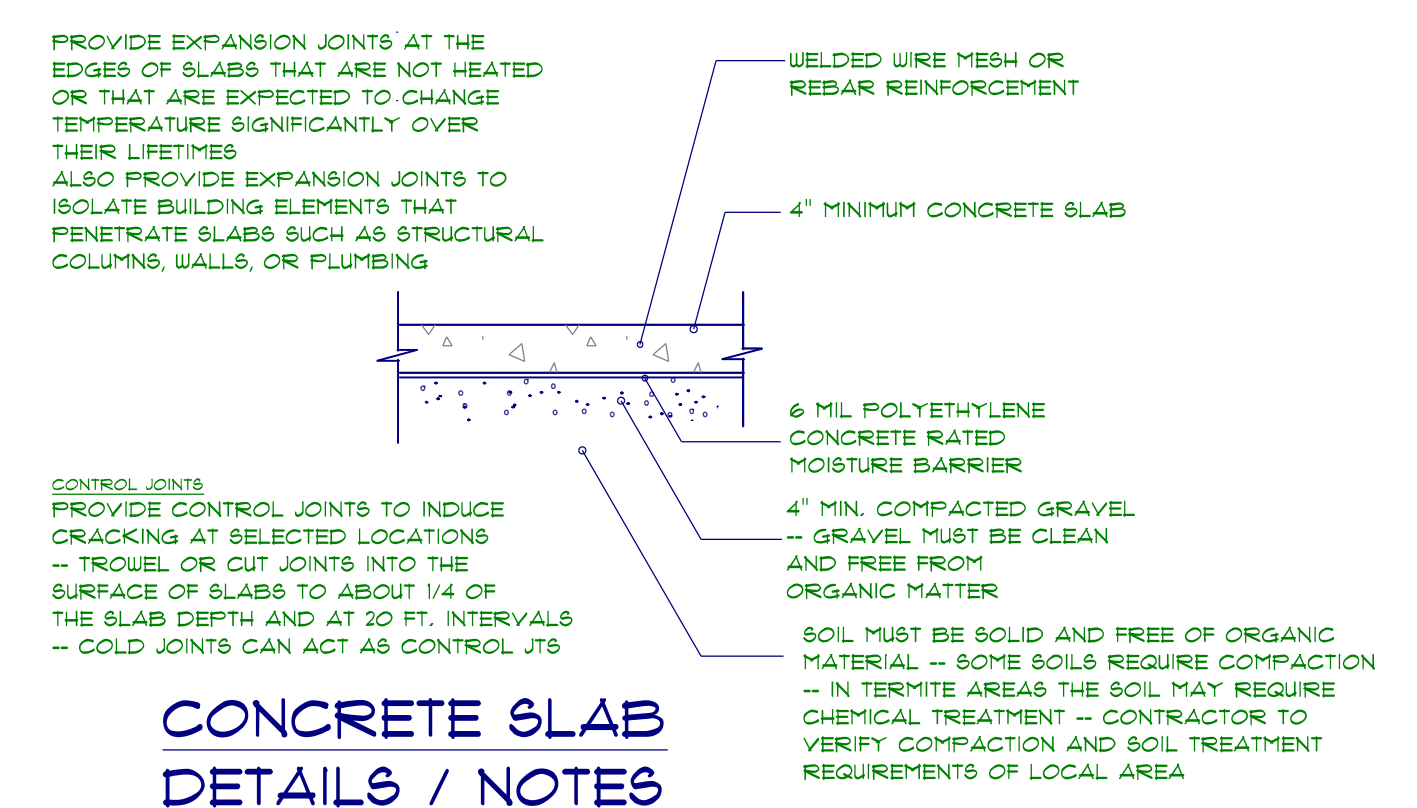 PROVIDE EXPANSION JOINTS AT THE
EDGES OF SLABS THAT ARE NOT HEATED
OR THAT ARE EXPECTED TO CHANGE
TEMPERATURE SIGNIFICANTLY OVER
THEIR LIFETIMES
ALSO PROVIDE EXPANSION JOINTS TO
ISOLATE BUILDING ELEMENTS THAT
PENETRATE SLABS SUCH AS STRUCTURAL
COLUMNS, WALLS, OR PLUMBING
WELDED WIRE MESH OR
REBAR REINFORCEMENT
4" MINIMUM CONCRETE SLAB
6 MIL POLYETHYLENE
CONCRETE RATED
MOISTURE BARRIER
4" MIN. COMPACTED GRAVEL
-- GRAVEL MUST BE CLEAN
AND FREE FROM
ORGANIC MATTER
SOIL MUST BE SOLID AND FREE OF ORGANIC
MATERIAL -- SOME SOILS REQUIRE COMPACTION
-- IN TERMITE AREAS THE SOIL MAY REQUIRE
CHEMICAL TREATMENT -- CONTRACTOR TO
VERIFY COMPACTION AND SOIL TREATMENT
REQUIREMENTS OF LOCAL AREA
CONTROL JOINTS
PROVIDE CONTROL JOINTS TO INDUCE
CRACKING AT SELECTED LOCATIONS
-- TROWEL OR CUT JOINTS INTO THE
SURFACE OF SLABS TO ABOUT 1/4 OF
THE SLAB DEPTH AND AT 20 FT. INTERVALS
-- COLD JOINTS CAN ACT AS CONTROL JTS
CONCRETE SLAB
DETAILS / NOTES